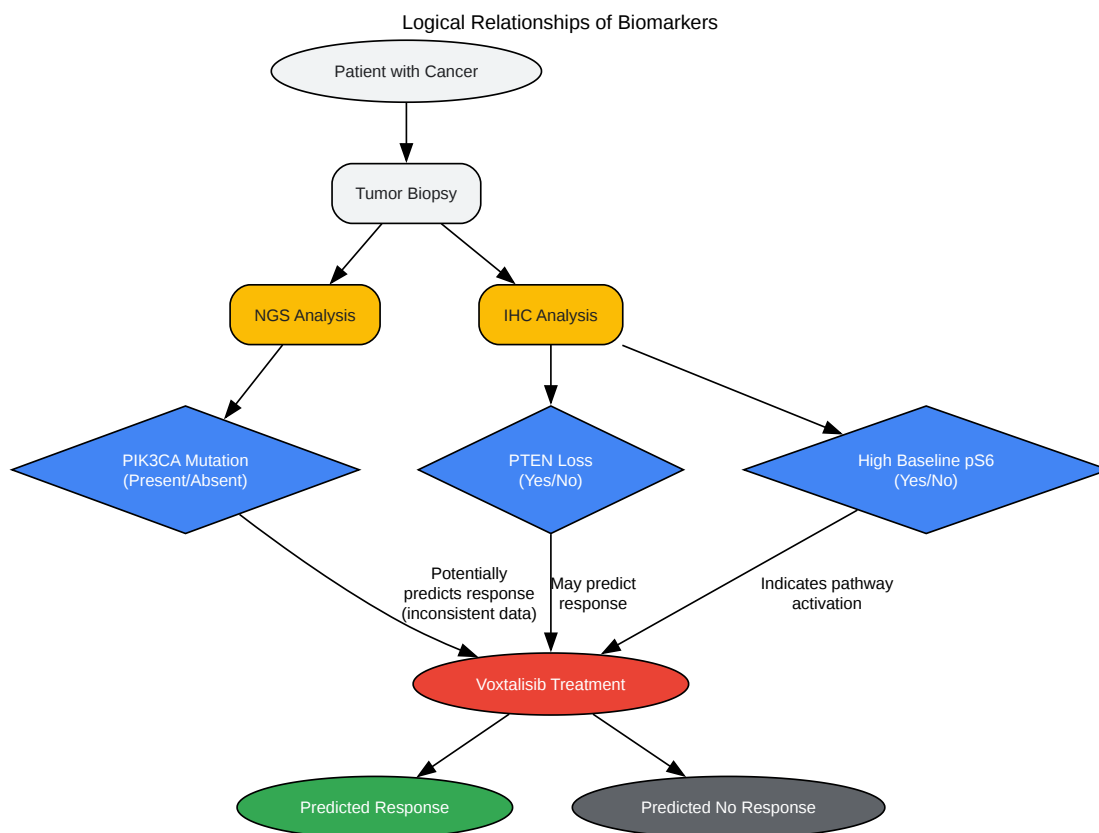 Logical Relationships of Biomarkers
Patient with Cancer
Tumor Biopsy
NGS Analysis
IHC Analysis
PIK3CA Mutation
(Present/Absent)
PTEN Loss
(Yes/No)
High Baseline pS6
(Yes/No)
Potentially
predicts response
(inconsistent data)
May predict
response
Indicates pathway
activation
Voxtalisib Treatment
Predicted Response
Predicted No Response